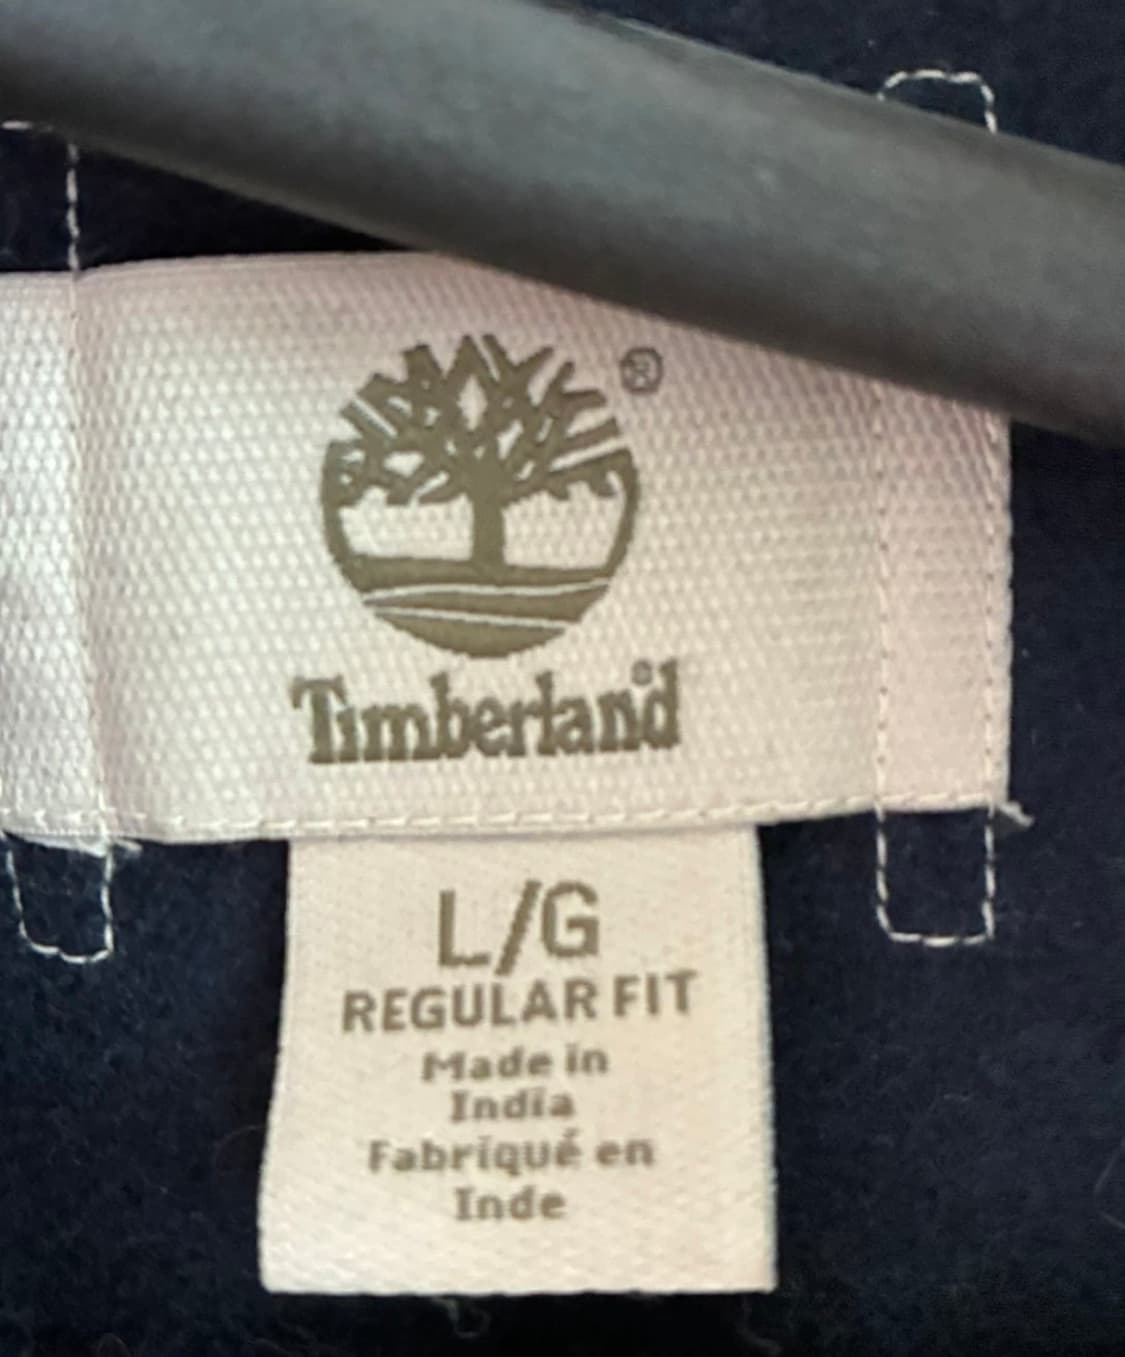 ®
Timberland®
L/G
REGULAR FIT
Made in
India
Fabriqué en
Inde